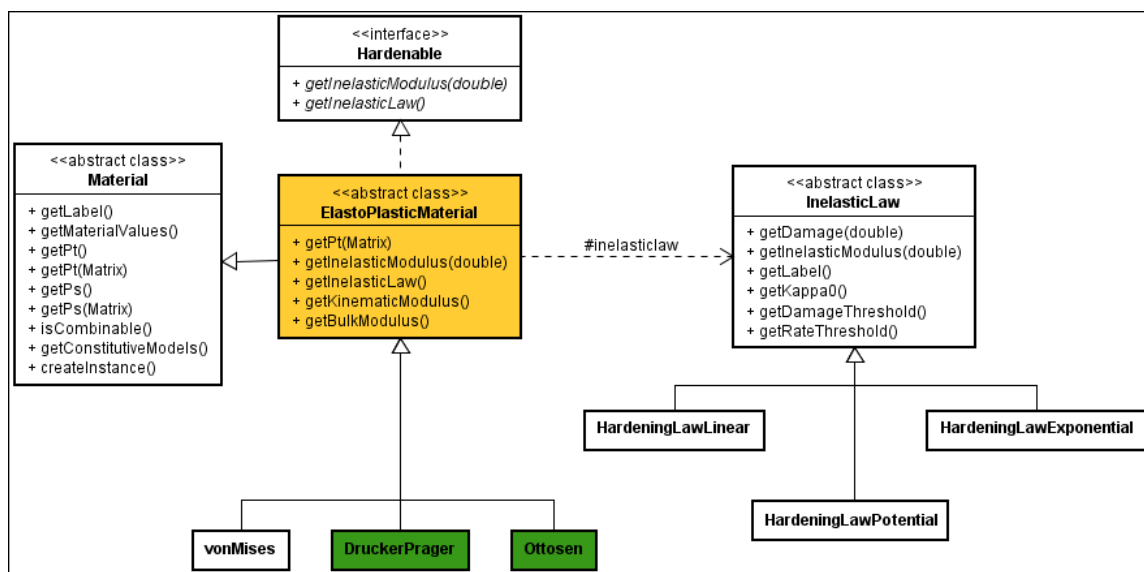 <<interface>>
Hardenable
+ getInelasticModulus(double)
+ getInelasticLaw()
<<abstract class>>
Material
+ getLabel()
+ getMaterialValues()
+ getPt()
+ getPt(Matrix)
+ getPs()
+ getPs(Matrix)
+ isCombinable()
+ getConstitutiveModels()
+ createInstance()
<<abstract class>>
ElastoPlasticMaterial
+ getPt(Matrix)
+ getInelasticModulus(double)
+ getInelasticLaw()
+ getKinematicModulus()
+ getBulkModulus()
#inelasticlaw
<<abstract class>>
InelasticLaw
+ getDamage(double)
+ getInelasticModulus(double)
+ getLabel()
+ getKappa0()
+ getDamageThreshold()
+ getRateThreshold()
HardeningLawLinear
HardeningLawExponential
HardeningLawPotential
vonMises
DruckerPrager
Ottosen